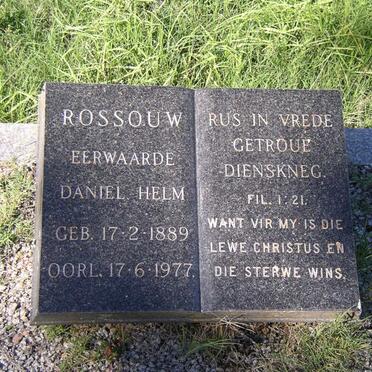 ROSSOUW
EERWAARDE
DANIEL HELM
GEB. 17-2-1889
OORL. 17-6-1977.
RUS IN VREDE
GETROUE
DIENSKNEG.
FIL. 1:21.
WANT VIR MY IS DIE
LEWE CHRISTUS EN
DIE STERWE WINS.